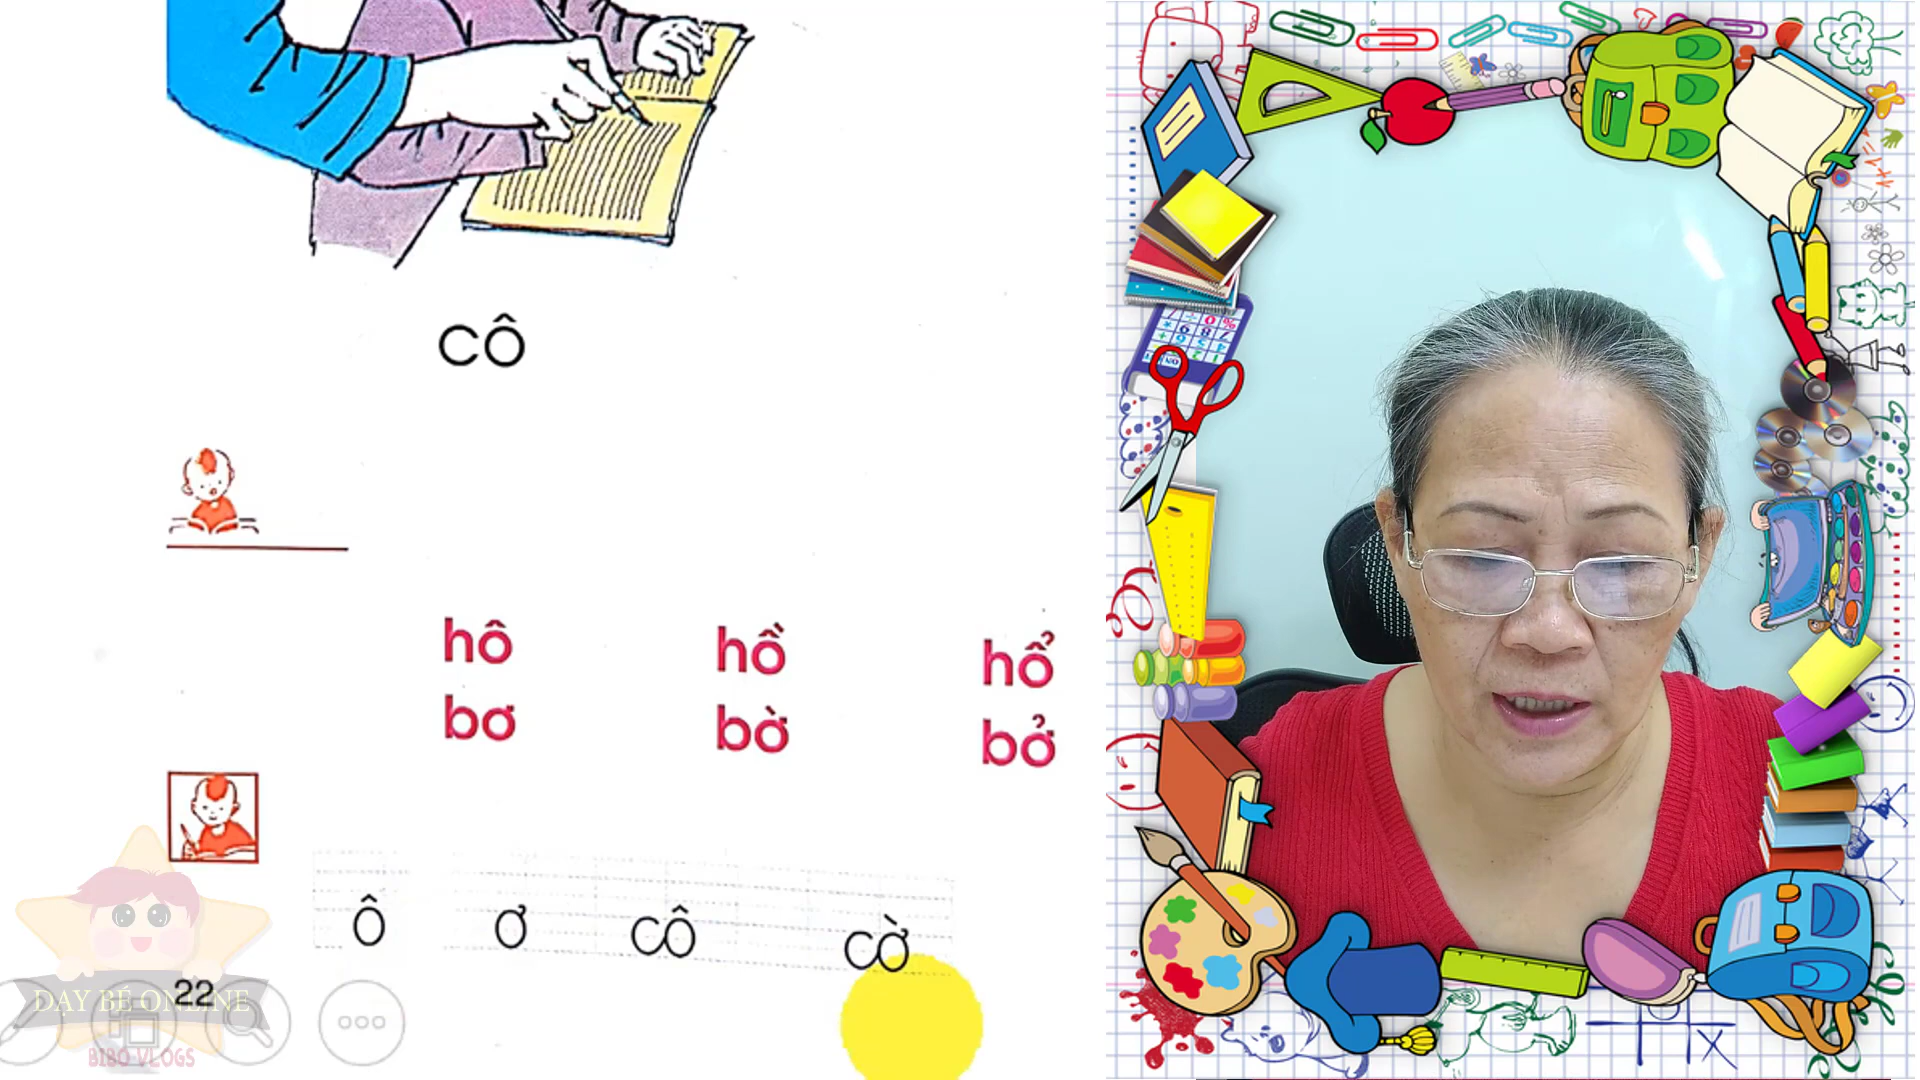 cô
hô hồ hổ
bơ bờ bở
ô ơ cô cờ
22
DẠY BÉ ONLINE
BIBO VLOGS